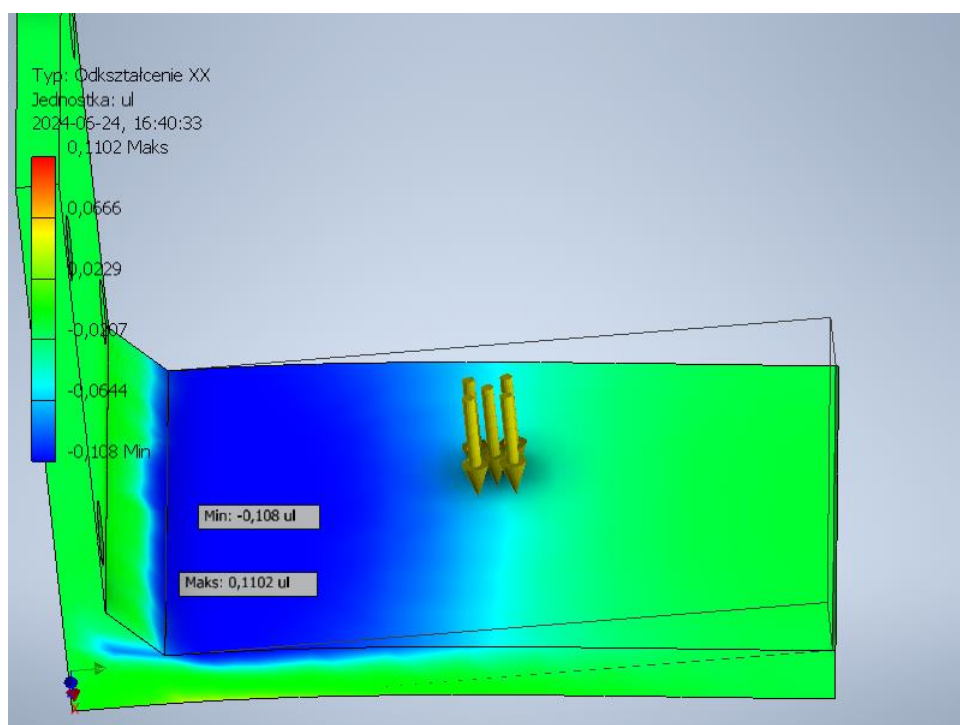 Typ: Odkształcenie XX
Jednostka: ul
2024-06-24, 16:40:33
0,1102 Maks
0,0666
0,0229
-0,0207
-0,0644
-0,108 Min
Min: -0,108 ul
Maks: 0,1102 ul
X